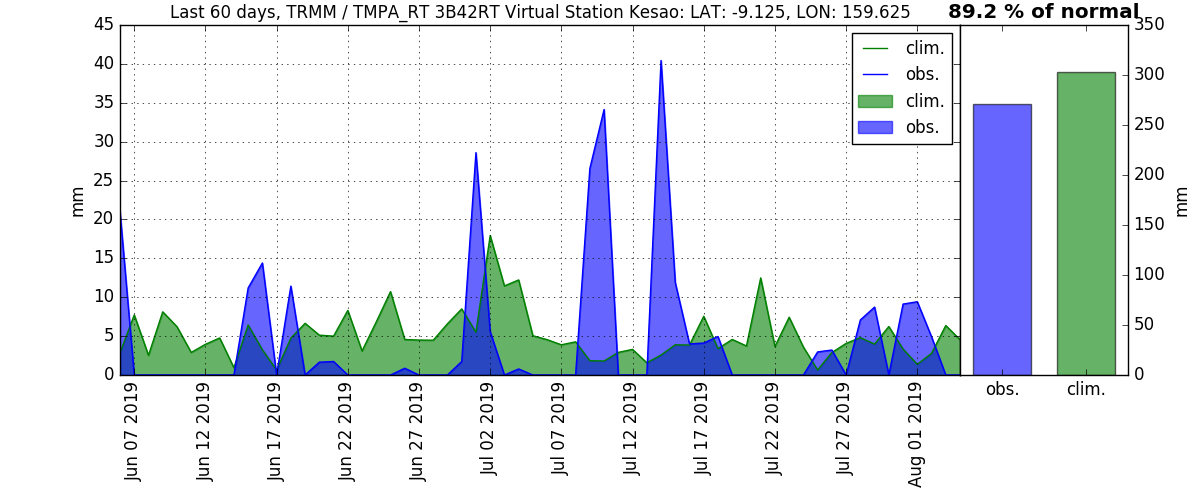 Last 60 days, TRMM / TMPA_RT 3B42RT Virtual Station Kesao: LAT: -9.125, LON: 159.625
89.2 % of normal
45
40
35
30
25
20
15
10
5
0
mm
clim.
obs.
clim.
obs.
Jun 07 2019
Jun 12 2019
Jun 17 2019
Jun 22 2019
Jun 27 2019
Jul 02 2019
Jul 07 2019
Jul 12 2019
Jul 17 2019
Jul 22 2019
Jul 27 2019
Aug 01 2019
350
300
250
200
150
100
50
0
mm
obs.
clim.